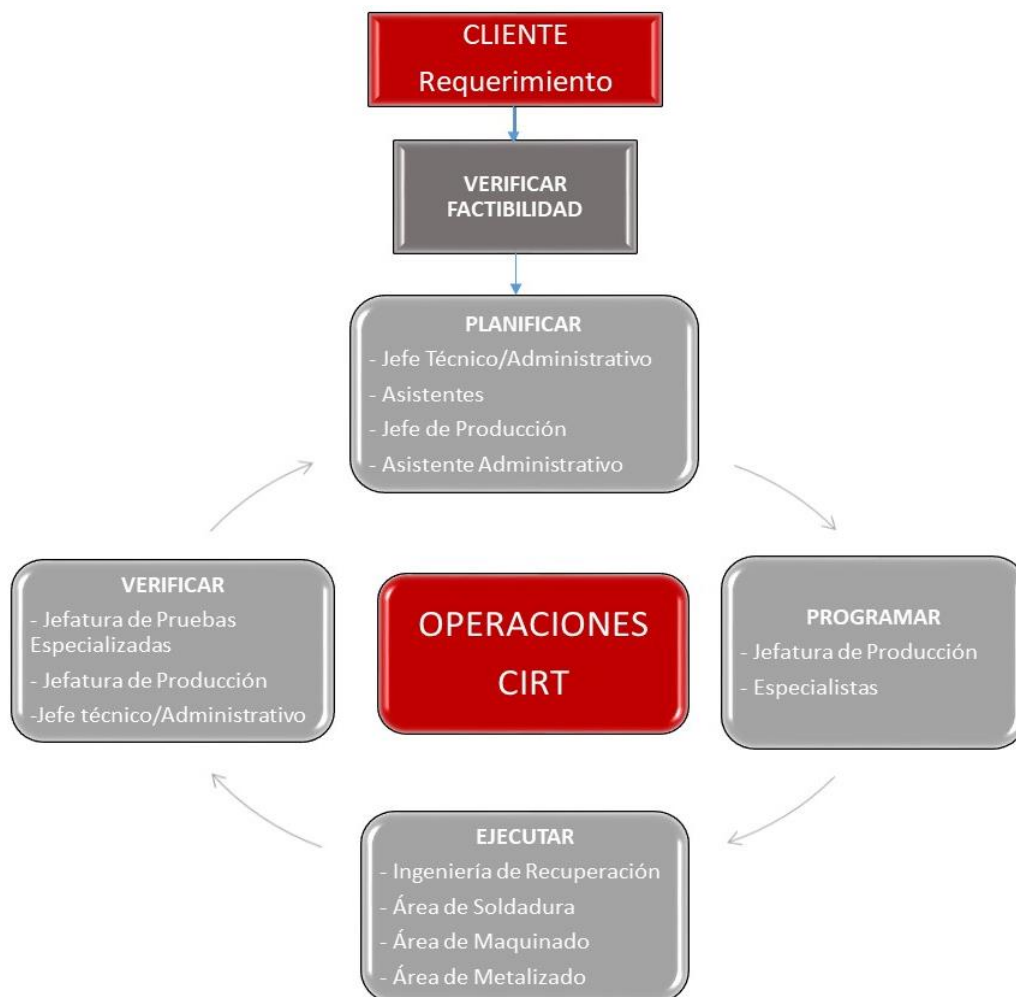 CLIENTE
Requerimiento
VERIFICAR
FACTIBILIDAD
PLANIFICAR
- Jefe Técnico/Administrativo
- Asistentes
- Jefe de Producción
- Asistente Administrativo
VERIFICAR
- Jefatura de Pruebas
Especializadas
- Jefatura de Producción
-Jefe técnico/Administrativo
OPERACIONES
CIRT
PROGRAMAR
- Jefatura de Producción
- Especialistas
EJECUTAR
- Ingeniería de Recuperación
- Área de Soldadura
- Área de Maquinado
- Área de Metalizado